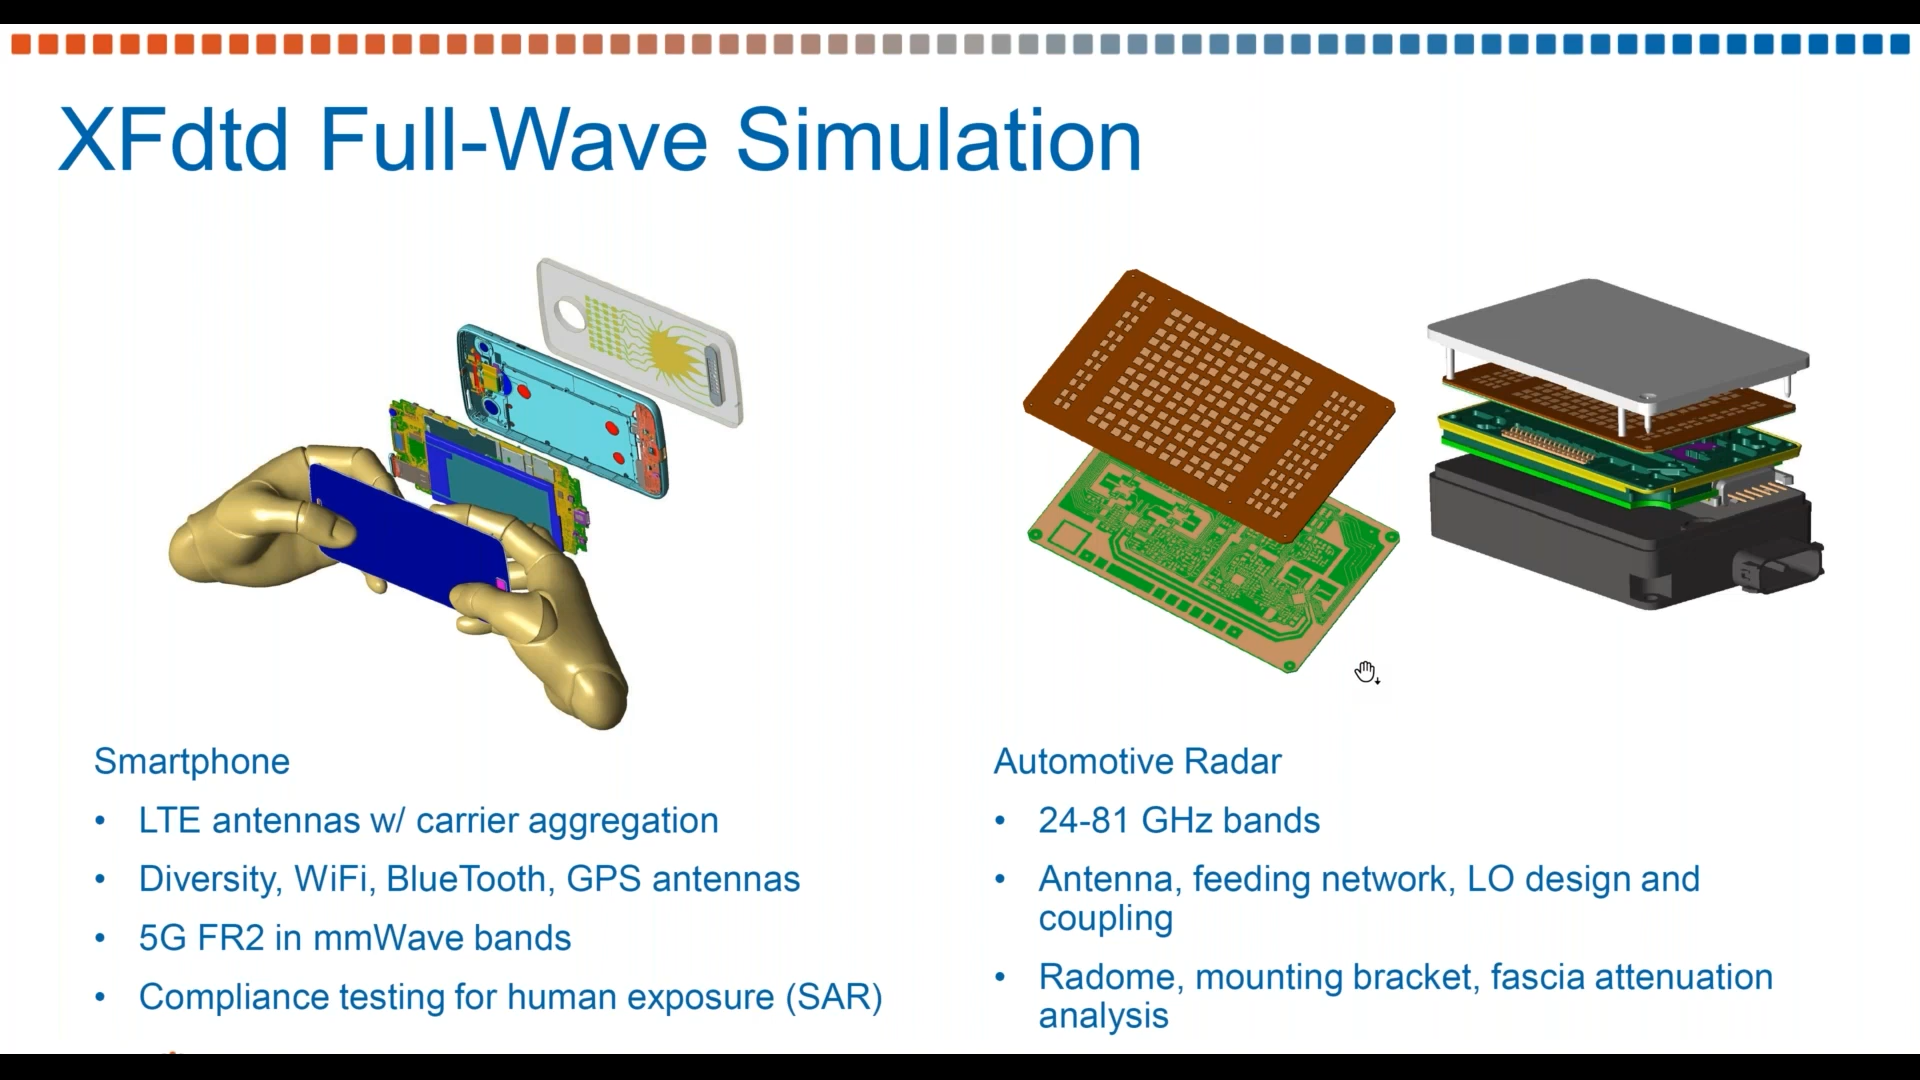 XFdtd Full-Wave Simulation
Smartphone
• LTE antennas w/ carrier aggregation
• Diversity, WiFi, BlueTooth, GPS antennas
• 5G FR2 in mmWave bands
• Compliance testing for human exposure (SAR)
Automotive Radar
• 24-81 GHz bands
• Antenna, feeding network, LO design and
coupling
• Radome, mounting bracket, fascia attenuation
analysis